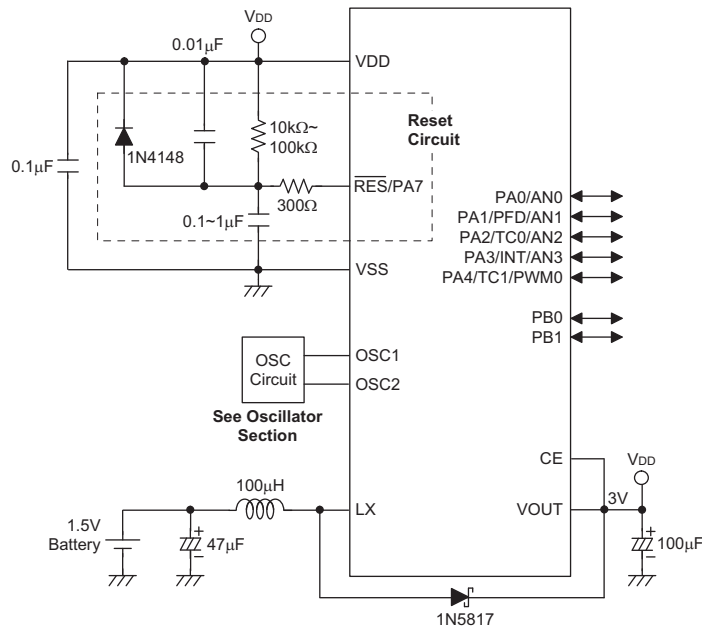 VDD
0.01μF
VDD
Reset
Circuit
10kΩ~
100kΩ
1N4148
0.1μF
RES/PA7
300Ω
0.1~1μF
VSS
PA0/AN0
PA1/PFD/AN1
PA2/TC0/AN2
PA3/INT/AN3
PA4/TC1/PWM0
PB0
PB1
OSC
Circuit
OSC1
OSC2
See Oscillator
Section
CE
VDD
100μH
LX
VOUT
3V
1.5V
Battery
+
-
47μF
+
-
100μF
1N5817